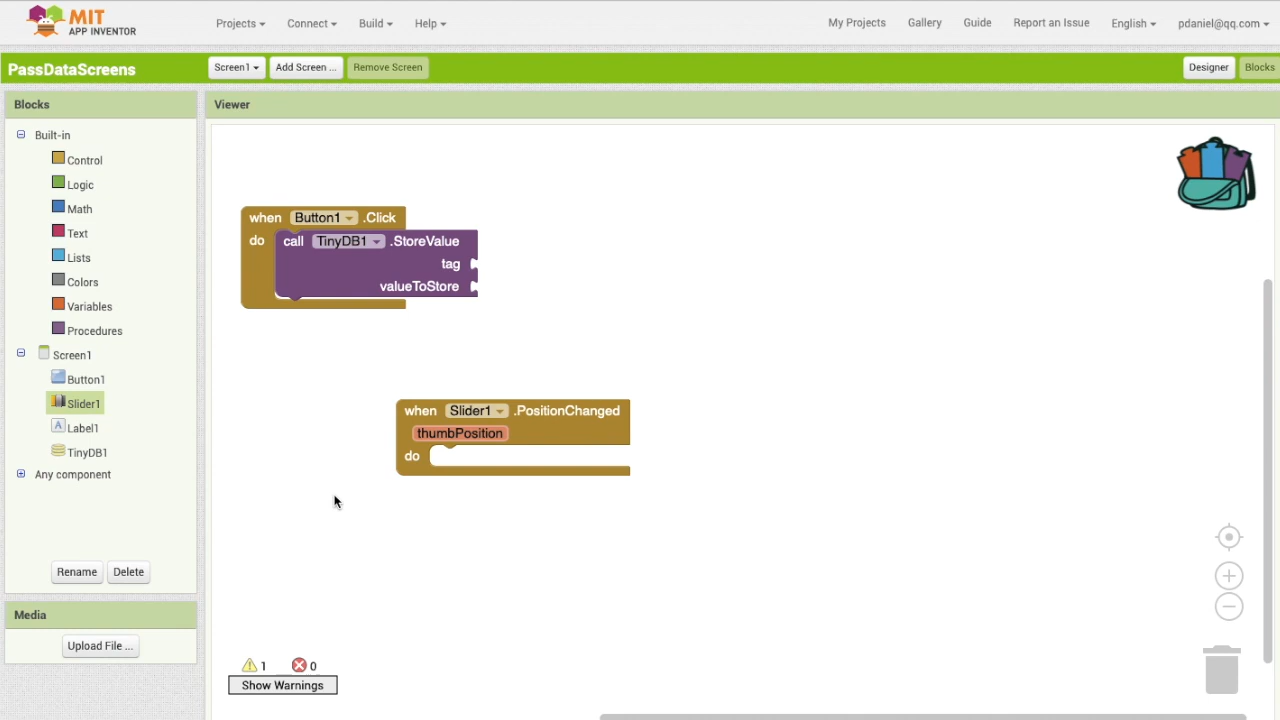 MIT
APP INVENTOR
Projects Connect Build Help
My Projects Gallery Guide Report an Issue English pdaniel@qq.com
PassDataScreens
Screen1 Add Screen ... Remove Screen
Designer Blocks
Blocks
Viewer
Built-in
Control
Logic
Math
Text
Lists
Colors
Variables
Procedures
Screen1
Button1
Slider1
A Label1
TinyDB1
Any component
Rename Delete
Media
Upload File ...
when Button1 .Click
do call TinyDB1 .StoreValue
tag
valueToStore
when Slider1 .PositionChanged
thumbPosition
do
1 0
Show Warnings